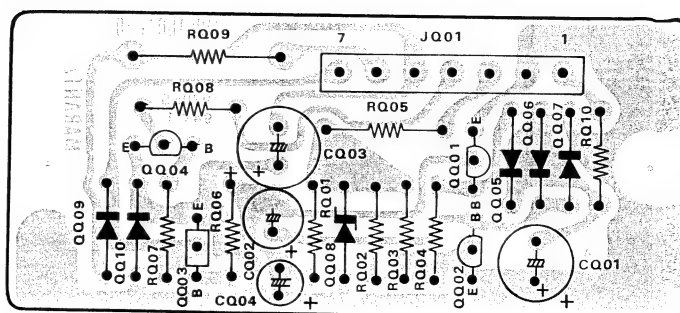 RQ09
7 JQ01 1
RQ08
RQ05
E B
QQ04
+ CQ03
E
QQ01
B
QQ05
QQ06
QQ07
RQ10
MARANTZ
QQ09
QQ10
RQ07
QQ03
E
B
RQ06
+
CQ02
+
CQ04
+
RQ01
QQ08
RQ02
RQ03
RQ04
B
QQ02
E
CQ01
+ +